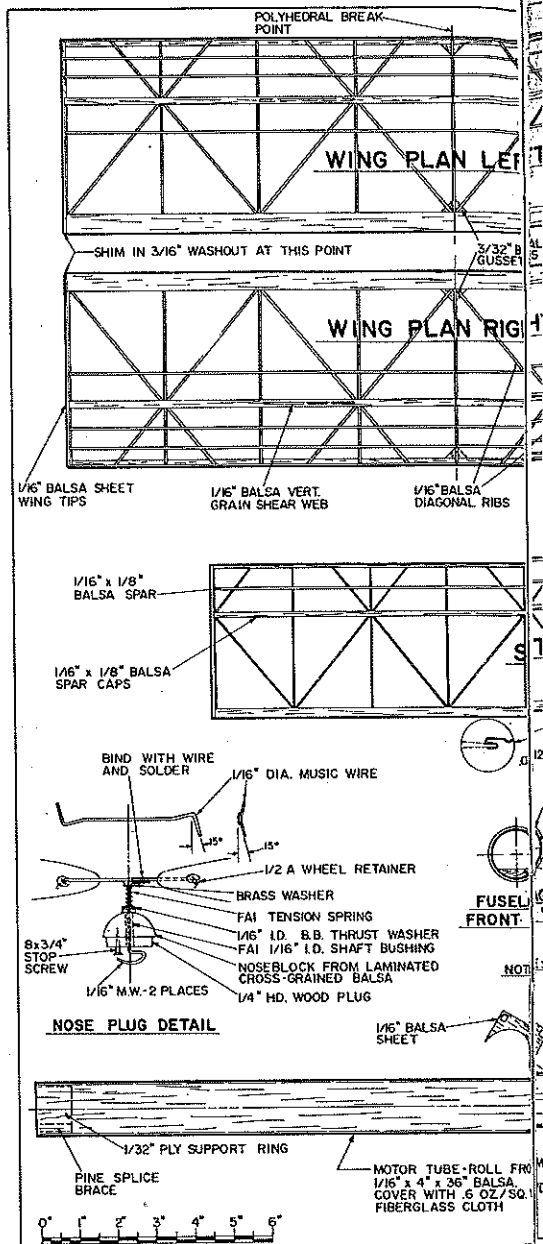 POLYHEDRAL BREAK
POINT
WING PLAN LEF
SHIM IN 3/16" WASHOUT AT THIS POINT
3/32" B
GUSSET
WING PLAN RIG
1/16" BALSA SHEET
WING TIPS
1/16" BALSA VERT.
GRAIN SHEAR WEB
1/16" BALSA
DIAGONAL RIBS
1/16" x 1/8"
BALSA SPAR
1/16" x 1/8" BALSA
SPAR CAPS
S
BIND WITH WIRE
AND SOLDER
1/16" DIA. MUSIC WIRE
15°
15°
1/2 A WHEEL RETAINER
BRASS WASHER
FAI TENSION SPRING
1/16" I.D. B.B. THRUST WASHER
FAI 1/16" I.D. SHAFT BUSHING
NOSEBLOCK FROM LAMINATED
CROSS-GRAINED BALSA
1/4" HD. WOOD PLUG
8x3/4"
STOP
SCREW
1/16" M.W.-2 PLACES
NOSE PLUG DETAIL
FUSEL
FRONT
NOT
1/16" BALSA
SHEET
1/32" PLY SUPPORT RING
PINE SPLICE
BRACE
MOTOR TUBE-ROLL FRO
1/16" x 4" x 36" BALSA.
COVER WITH .6 OZ/SQ.
FIBERGLASS CLOTH
0" 1" 2" 3" 4" 5" 6"